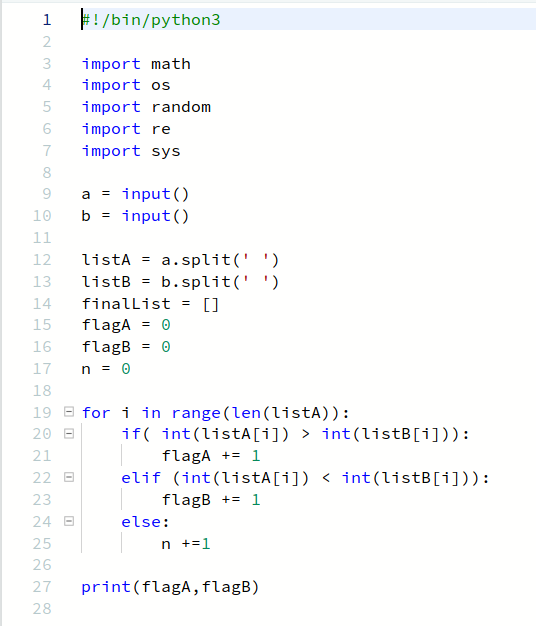 1 #!/bin/python3
2
3 import math
4 import os
5 import random
6 import re
7 import sys
8
9 a = input()
10 b = input()
11
12 listA = a.split(' ')
13 listB = b.split(' ')
14 finalList = []
15 flagA = 0
16 flagB = 0
17 n = 0
18
19 for i in range(len(listA)):
20     if( int(listA[i]) > int(listB[i])):
21         flagA += 1
22     elif (int(listA[i]) < int(listB[i])):
23         flagB += 1
24     else:
25         n +=1
26
27 print(flagA,flagB)
28